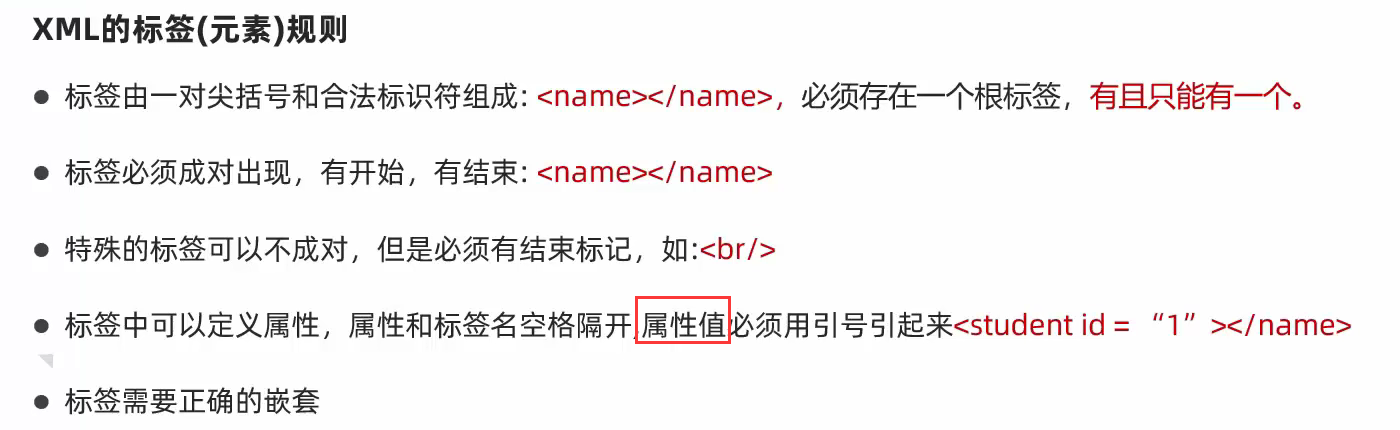 XML的标签(元素)规则
● 标签由一对尖括号和合法标识符组成: <name></name>，必须存在一个根标签，有且只能有一个。
● 标签必须成对出现，有开始，有结束: <name></name>
● 特殊的标签可以不成对，但是必须有结束标记，如:<br/>
● 标签中可以定义属性，属性和标签名空格隔开,属性值必须用引号引起来<student id = “1”></name>
● 标签需要正确的嵌套